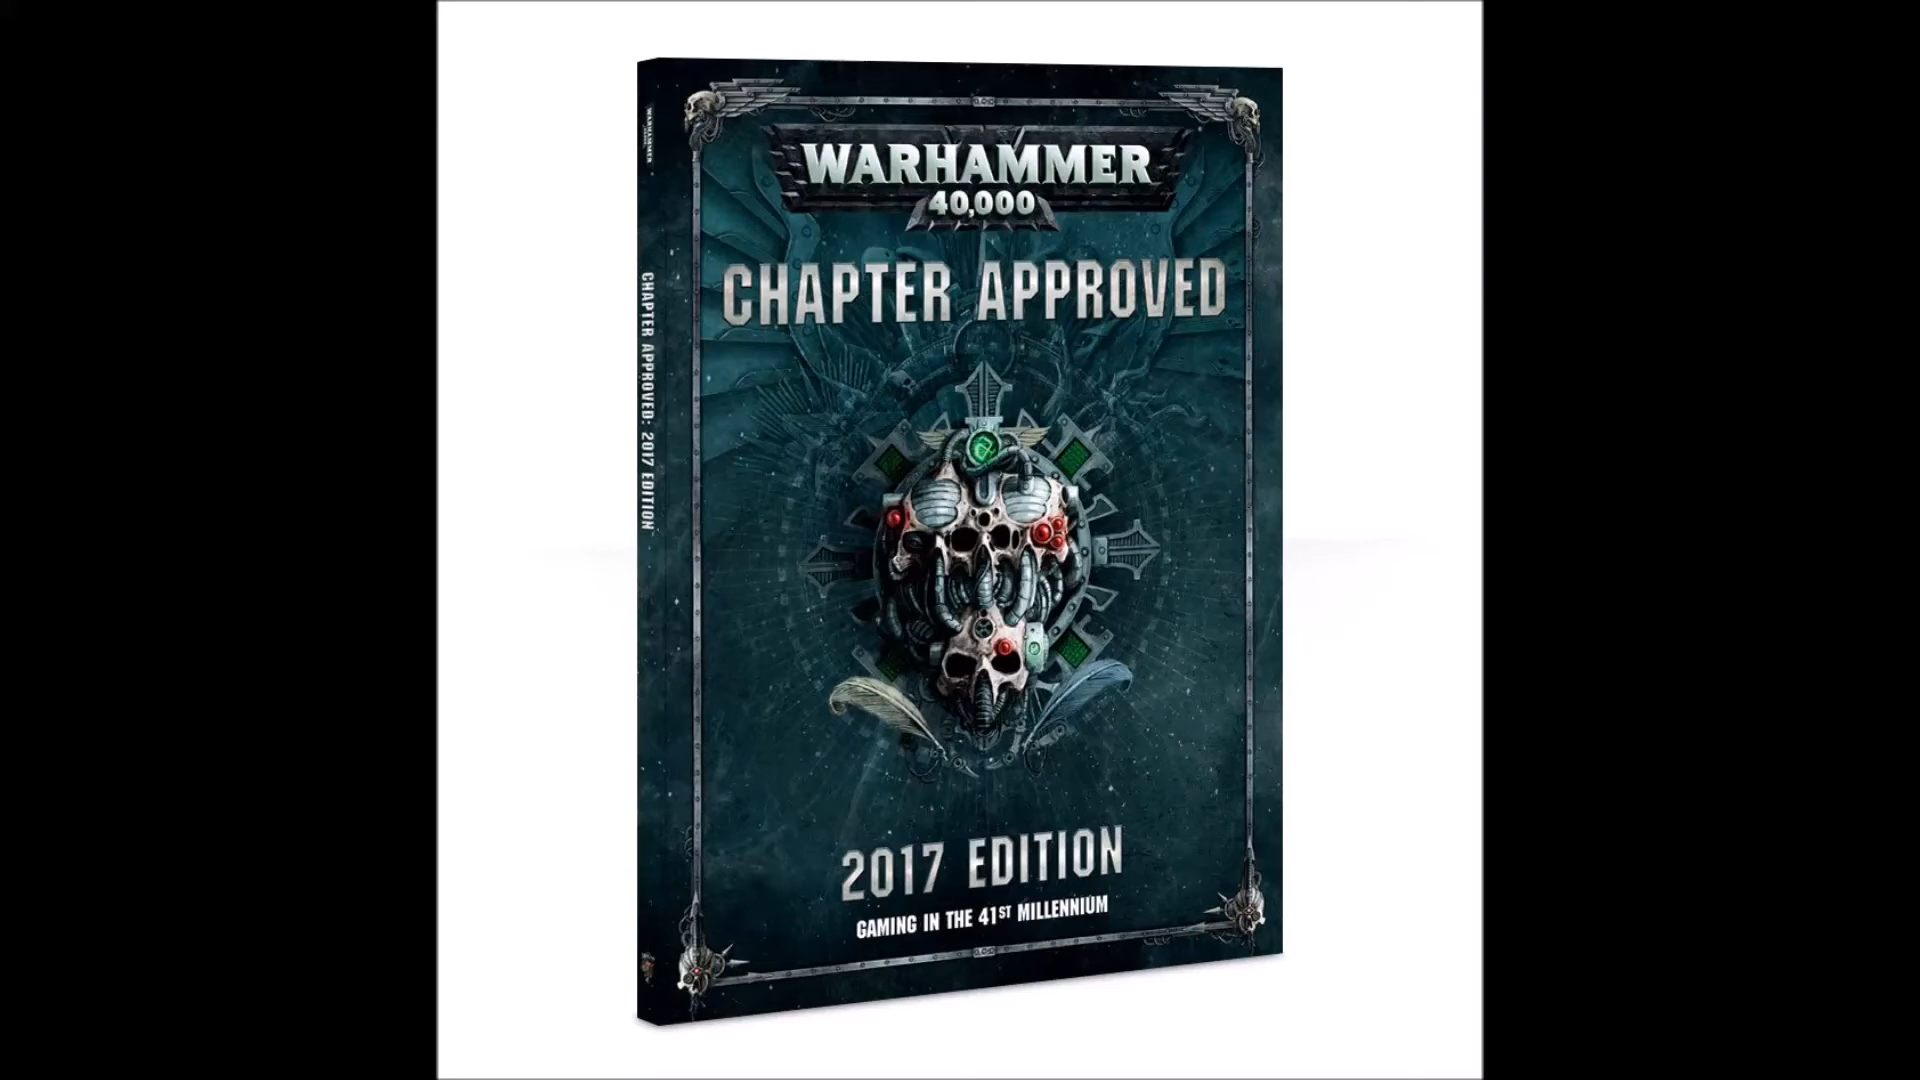 WARHAMMER
40,000
CHAPTER APPROVED
2017 EDITION
GAMING IN THE 41ST MILLENNIUM
WARHAMMER
CHAPTER APPROVED: 2017 EDITION